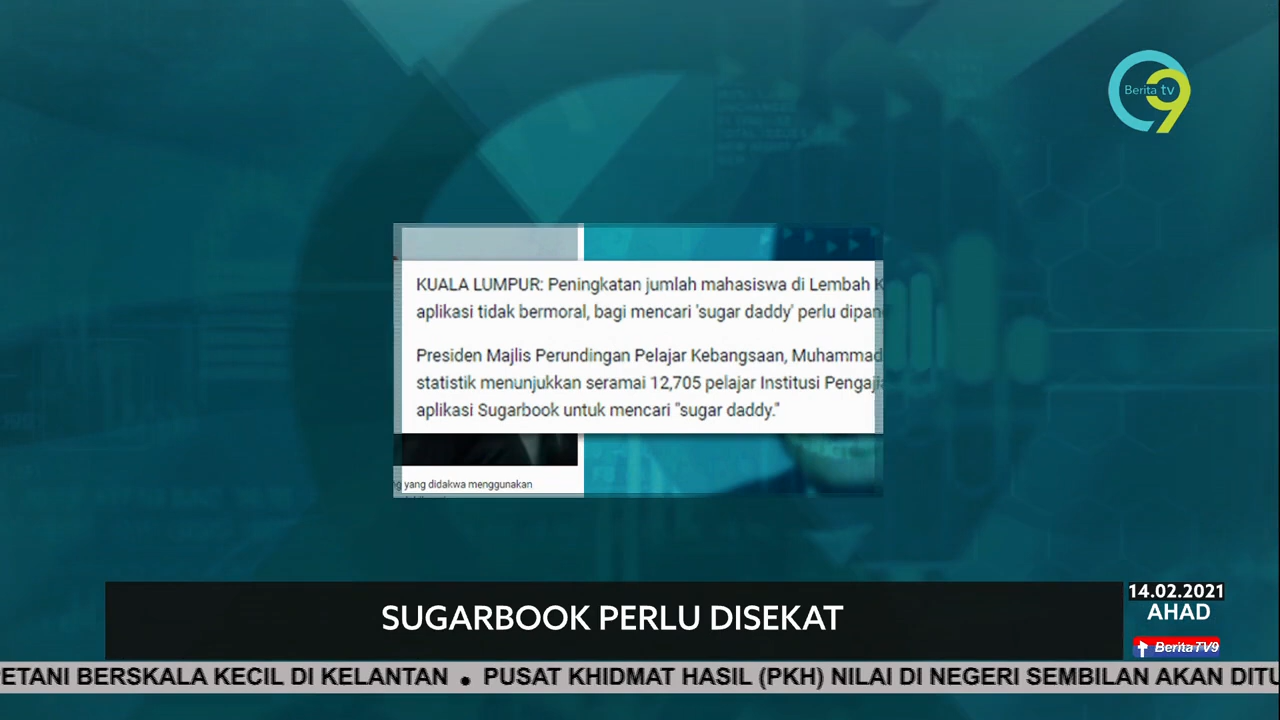 Berita tv
9
KUALA LUMPUR: Peningkatan jumlah mahasiswa di Lembah
aplikasi tidak bermoral, bagi mencari 'sugar daddy' perlu
Presiden Majlis Perundingan Pelajar Kebangsaan, Muhammad
statistik menunjukkan seramai 12,705 pelajar Institusi
aplikasi Sugarbook untuk mencari "sugar daddy."
yang didakwa menggunakan
SUGARBOOK PERLU DISEKAT
14.02.2021
AHAD
BeritaTV9
ETANI BERSKALA KECIL DI KELANTAN • PUSAT KHIDMAT HASIL (PKH) NILAI DI NEGERI SEMBILAN AKAN DITU